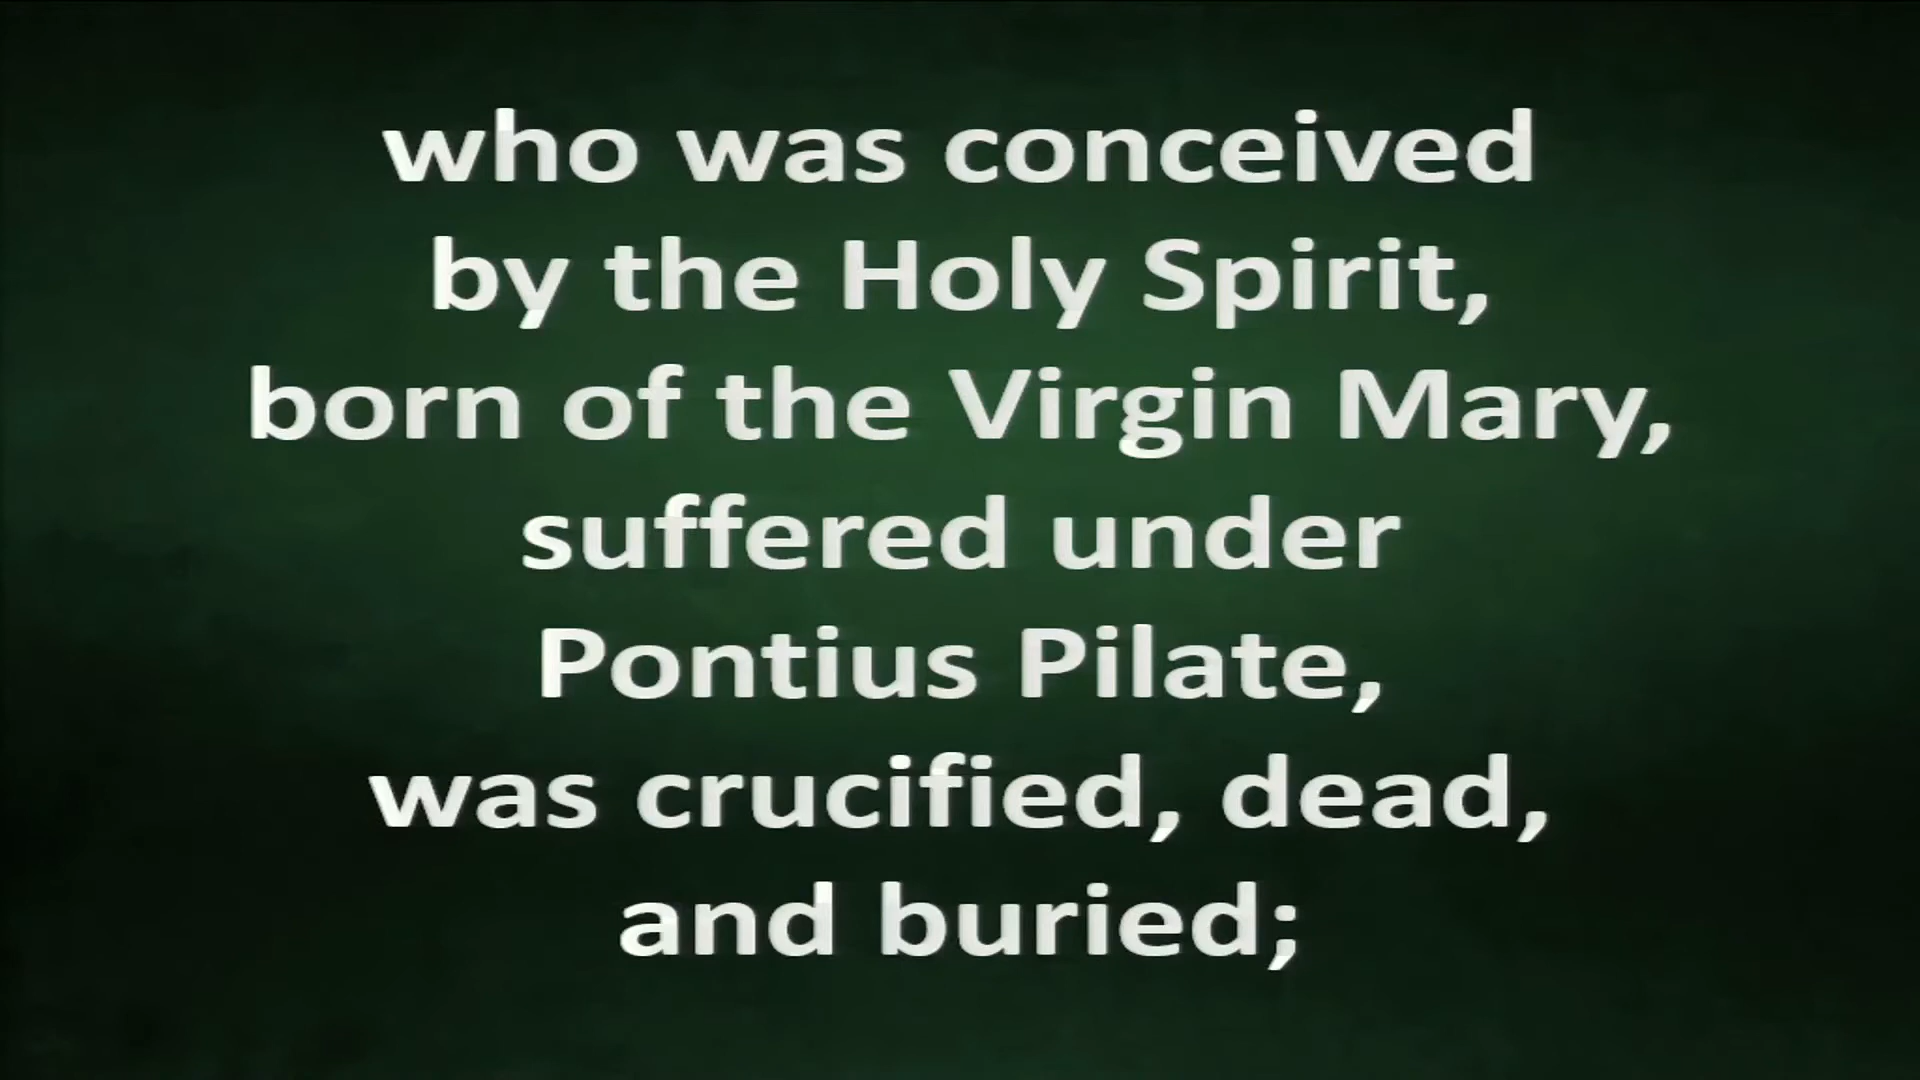 who was conceived
by the Holy Spirit,
born of the Virgin Mary,
suffered under
Pontius Pilate,
was crucified, dead,
and buried;